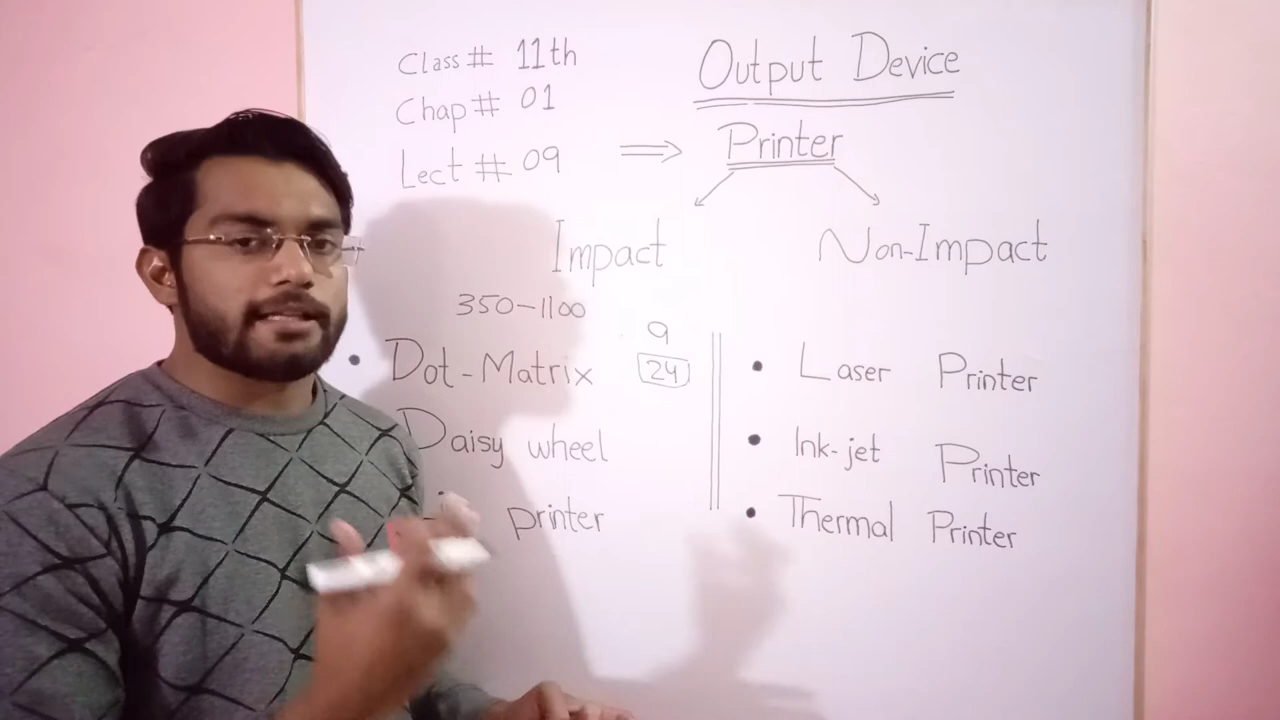 Class # 11th
Chap # 01
Lect # 09
⇒
Output Device
Printer
Impact
Non-Impact
350-1100
9
24
• Dot-Matrix
Daisy wheel
printer
• Laser Printer
• Ink-jet Printer
• Thermal Printer